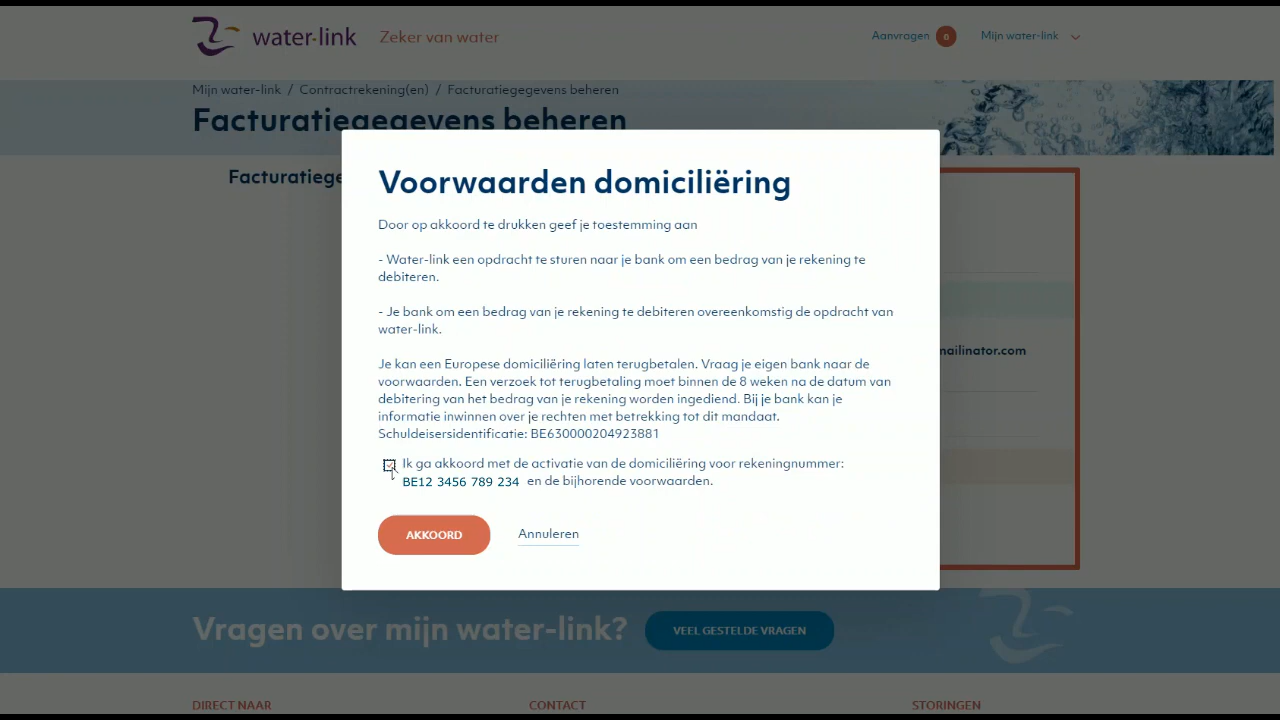 water-link
Zeker van water
Aanvragen 0
Mijn water-link
Mijn water-link / Contractrekening(en) / Facturatiegegevens beheren
Facturatiegegevens beheren
Facturatiege
Voorwaarden domiciliëring
Door op akkoord te drukken geef je toestemming aan
- Water-link een opdracht te sturen naar je bank om een bedrag van je rekening te
debiteren.
- Je bank om een bedrag van je rekening te debiteren overeenkomstig de opdracht van
water-link.
Je kan een Europese domiciliëring laten terugbetalen. Vraag je eigen bank naar de
voorwaarden. Een verzoek tot terugbetaling moet binnen de 8 weken na de datum van
debitering van het bedrag van je rekening worden ingediend. Bij je bank kan je
informatie inwinnen over je rechten met betrekking tot dit mandaat.
Schuldeisersidentificatie: BE630000204923881
Ik ga akkoord met de activatie van de domiciliëring voor rekeningnummer:
BE12 3456 789 234 en de bijhorende voorwaarden.
AKKOORD
Annuleren
mailinator.com
Vragen over mijn water-link?
VEEL GESTELDE VRAGEN
DIRECT NAAR
CONTACT
STORINGEN